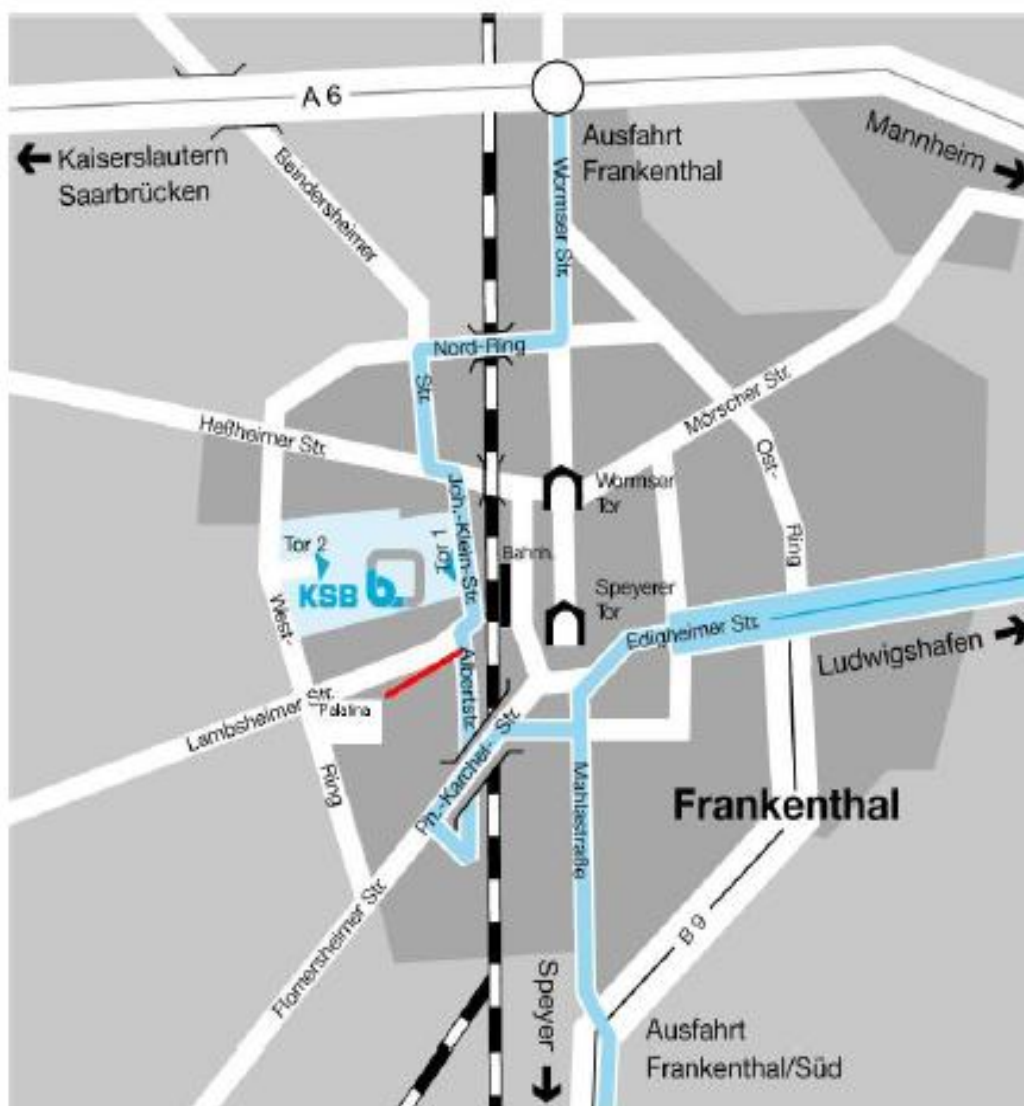 A 6
Ausfahrt
Frankenthal
Mannheim
Kaiserslautern
Saarbrücken
Beindersheimer
Wormser Str.
Nord-Ring
Str.
Heßheimer Str.
Mörscher Str.
Ost-
Ring
Wormser
Tor
Joh.-Klein-Str.
Tor 1
Tor 2
Bahnh.
KSB b.
Speyerer
Tor
Edigheimer Str.
Ludwigshafen
West-
Ring
Albertstr.
Lambsheimer Str.
Palatina
Ph.-Karcher-Str.
Mahlastraße
Frankenthal
Flomersheimer Str.
B 9
Speyer
Ausfahrt
Frankenthal/Süd